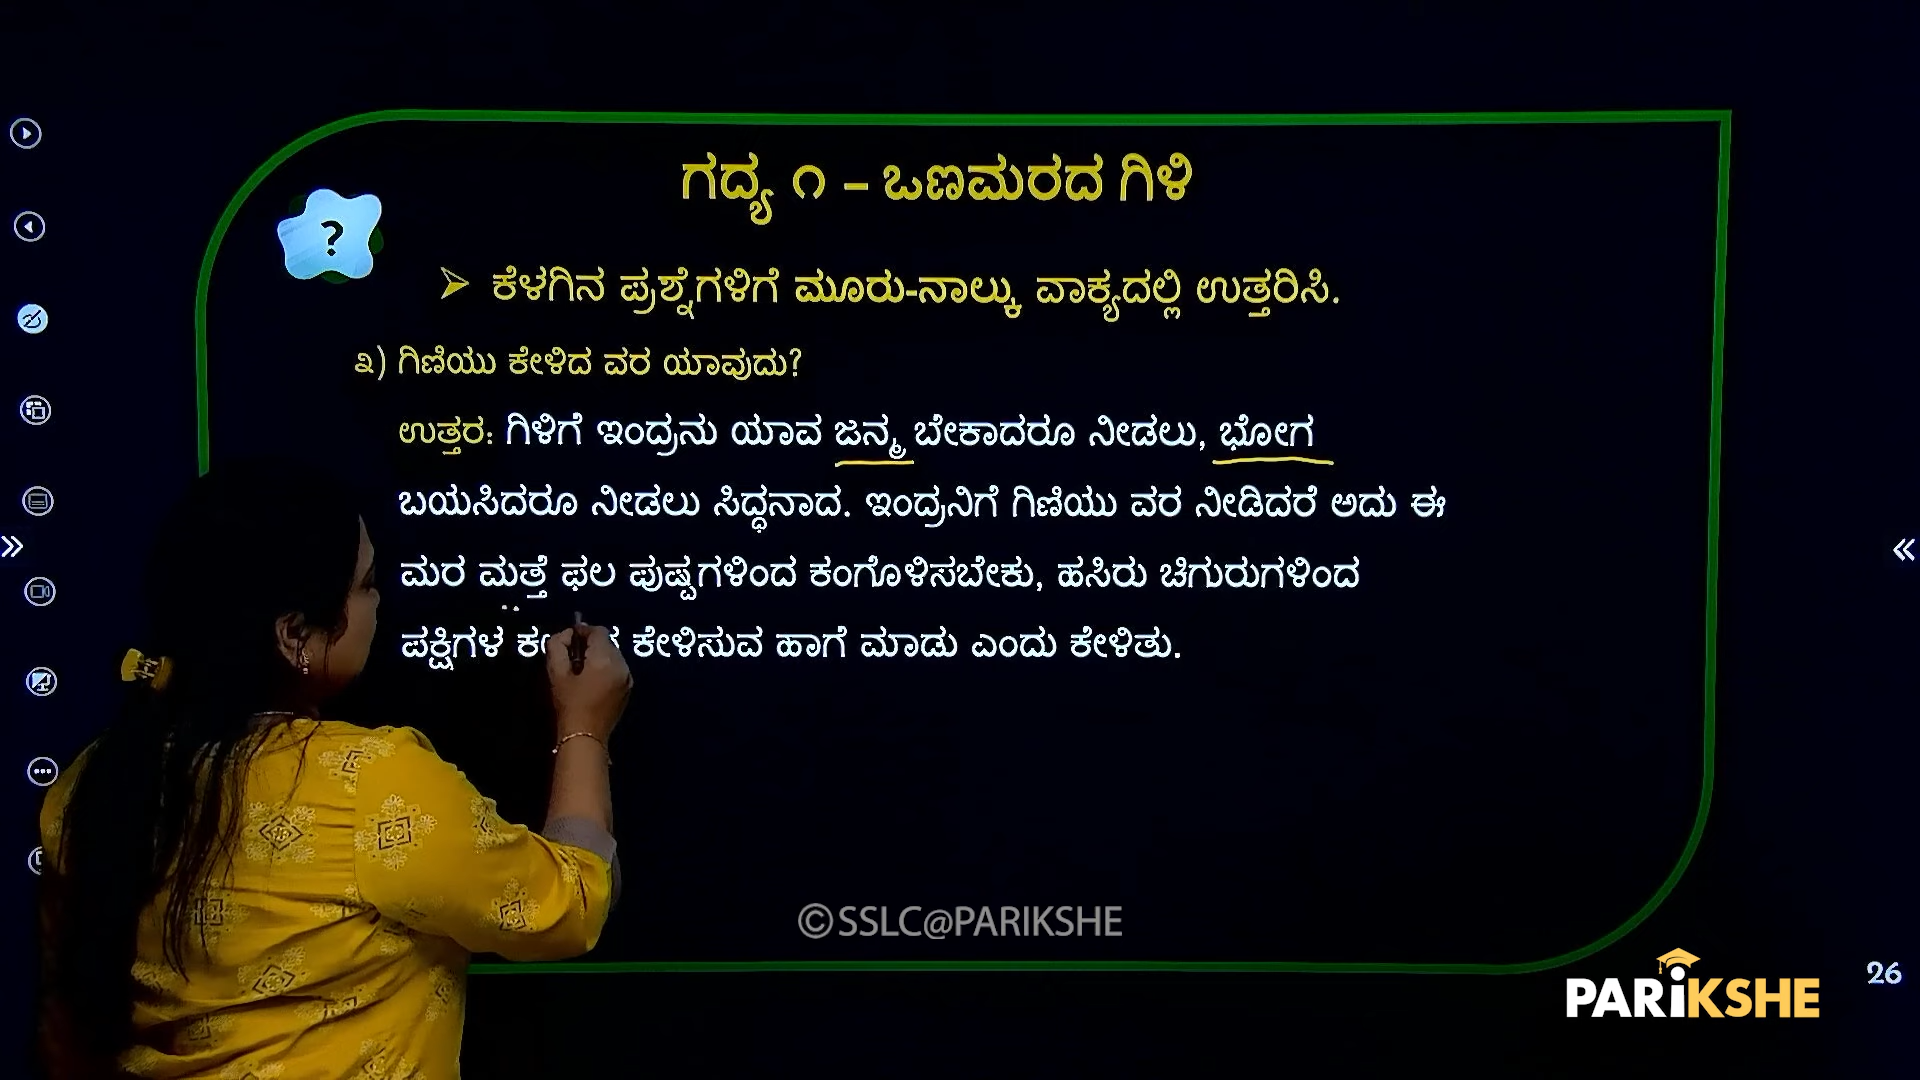 ಗದ್ಯ ೧ – ಒಣಮರದ ಗಿಳಿ
?
➢ ಕೆಳಗಿನ ಪ್ರಶ್ನೆಗಳಿಗೆ ಮೂರು-ನಾಲ್ಕು ವಾಕ್ಯದಲ್ಲಿ ಉತ್ತರಿಸಿ.
೩) ಗಿಣಿಯು ಕೇಳಿದ ವರ ಯಾವುದು?
ಉತ್ತರ: ಗಿಳಿಗೆ ಇಂದ್ರನು ಯಾವ ಜನ್ಮ ಬೇಕಾದರೂ ನೀಡಲು, ಭೋಗ
ಬಯಸಿದರೂ ನೀಡಲು ಸಿದ್ಧನಾದ. ಇಂದ್ರನಿಗೆ ಗಿಣಿಯು ವರ ನೀಡಿದರೆ ಅದು ಈ
ಮರ ಮತ್ತೆ ಫಲ ಪುಷ್ಪಗಳಿಂದ ಕಂಗೊಳಿಸಬೇಕು, ಹಸಿರು ಚಿಗುರುಗಳಿಂದ
ಪಕ್ಷಿಗಳ ಕೇಳಿಸುವ ಹಾಗೆ ಮಾಡು ಎಂದು ಕೇಳಿತು.
©SSLC@PARIKSHE
PARIKSHE
26